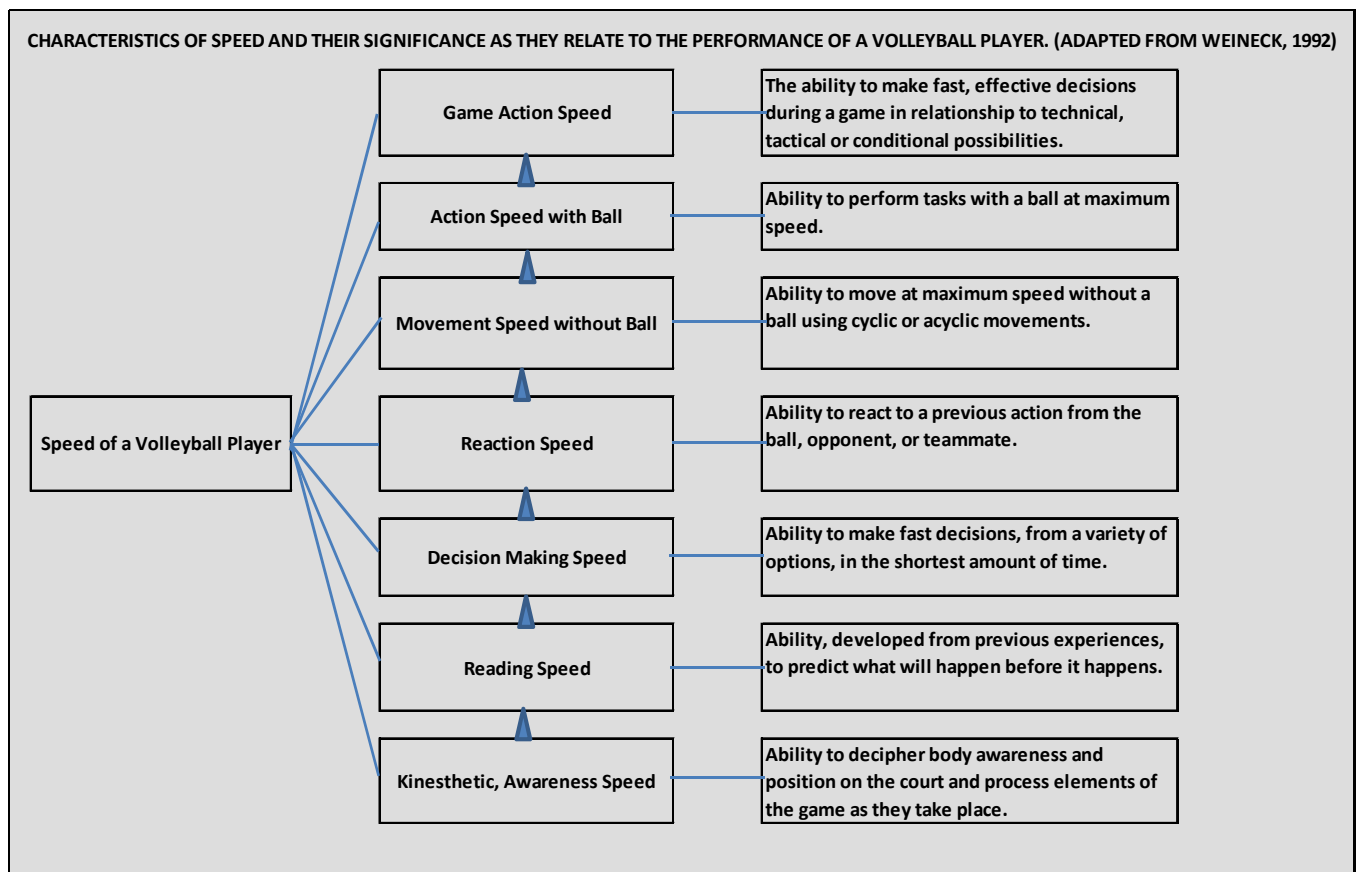 CHARACTERISTICS OF SPEED AND THEIR SIGNIFICANCE AS THEY RELATE TO THE PERFORMANCE OF A VOLLEYBALL PLAYER. (ADAPTED FROM WEINECK, 1992)
Speed of a Volleyball Player
Game Action Speed
The ability to make fast, effective decisions
during a game in relationship to technical,
tactical or conditional possibilities.
Action Speed with Ball
Ability to perform tasks with a ball at maximum
speed.
Movement Speed without Ball
Ability to move at maximum speed without a
ball using cyclic or acyclic movements.
Reaction Speed
Ability to react to a previous action from the
ball, opponent, or teammate.
Decision Making Speed
Ability to make fast decisions, from a variety of
options, in the shortest amount of time.
Reading Speed
Ability, developed from previous experiences,
to predict what will happen before it happens.
Kinesthetic, Awareness Speed
Ability to decipher body awareness and
position on the court and process elements of
the game as they take place.